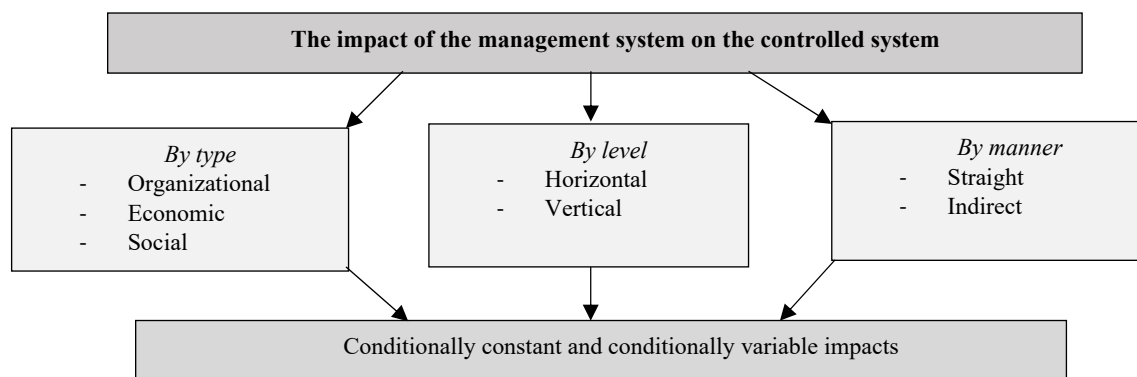 The impact of the management system on the controlled system
By type
- Organizational
- Economic
- Social
By level
- Horizontal
- Vertical
By manner
- Straight
- Indirect
Conditionally constant and conditionally variable impacts